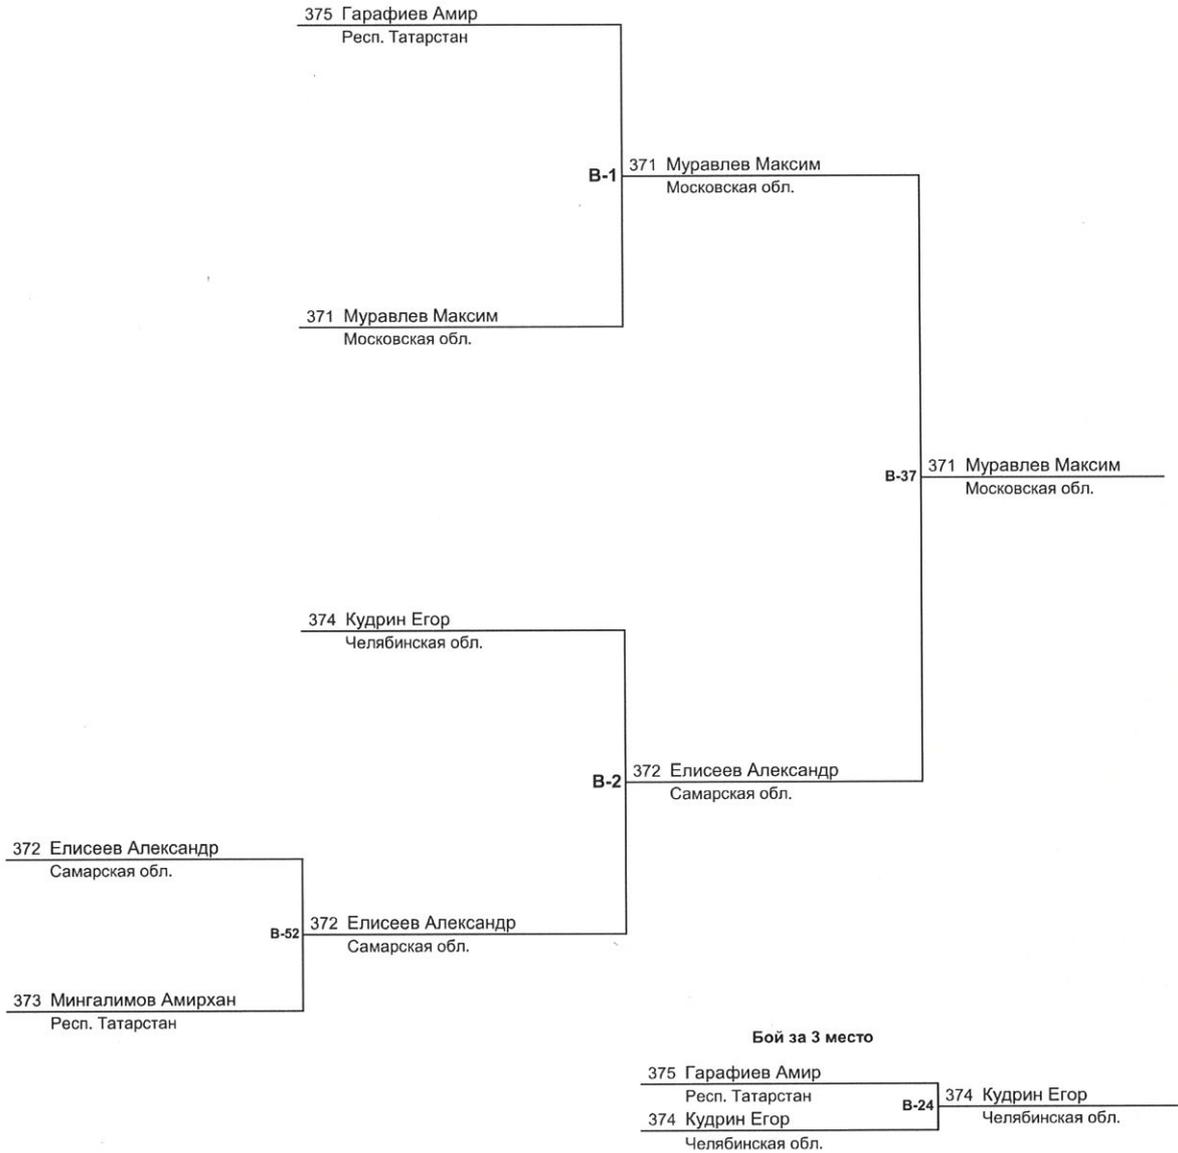 375 Гарафиев Амир
Респ. Татарстан
B-1
371 Муравлев Максим
Московская обл.
371 Муравлев Максим
Московская обл.
B-37
371 Муравлев Максим
Московская обл.
374 Кудрин Егор
Челябинская обл.
B-2
372 Елисеев Александр
Самарская обл.
372 Елисеев Александр
Самарская обл.
B-52
372 Елисеев Александр
Самарская обл.
373 Мингалимов Амирхан
Респ. Татарстан
Бой за 3 место
375 Гарафиев Амир
Респ. Татарстан
B-24
374 Кудрин Егор
Челябинская обл.
374 Кудрин Егор
Челябинская обл.